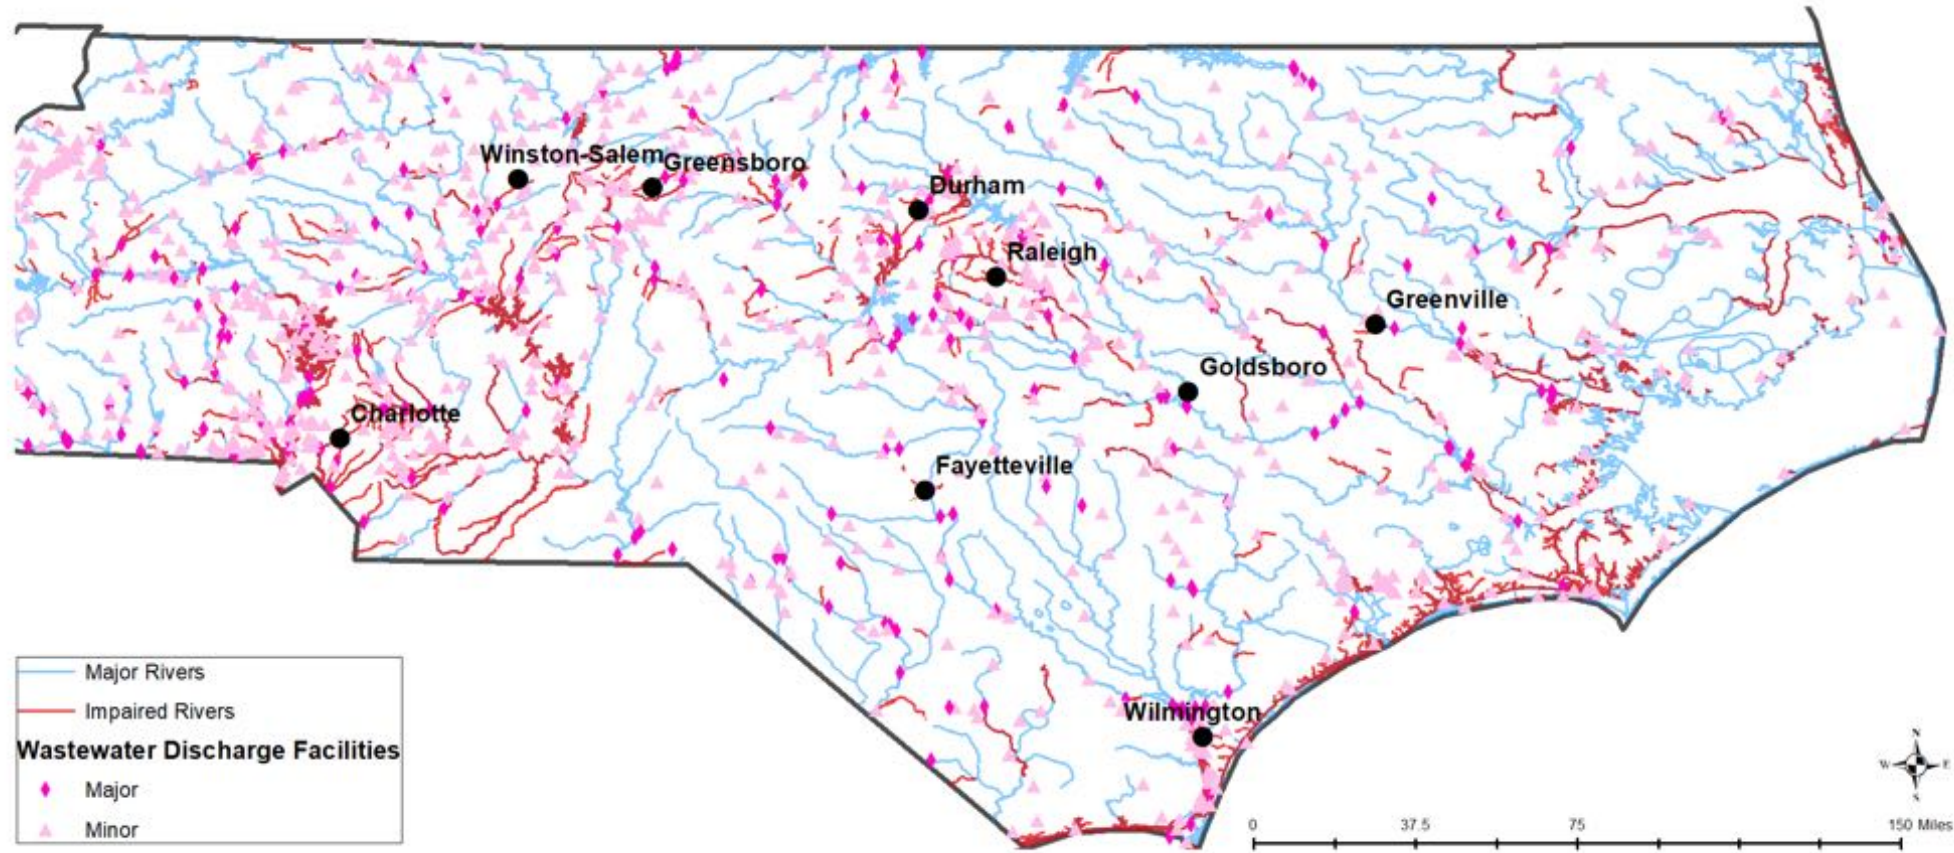 Winston-Salem
Greensboro
Durham
Raleigh
Greenville
Goldsboro
Charlotte
Fayetteville
Wilmington
Major Rivers
Impaired Rivers
Wastewater Discharge Facilities
Major
Minor
N
W E
S
0 37.5 75 150 Miles